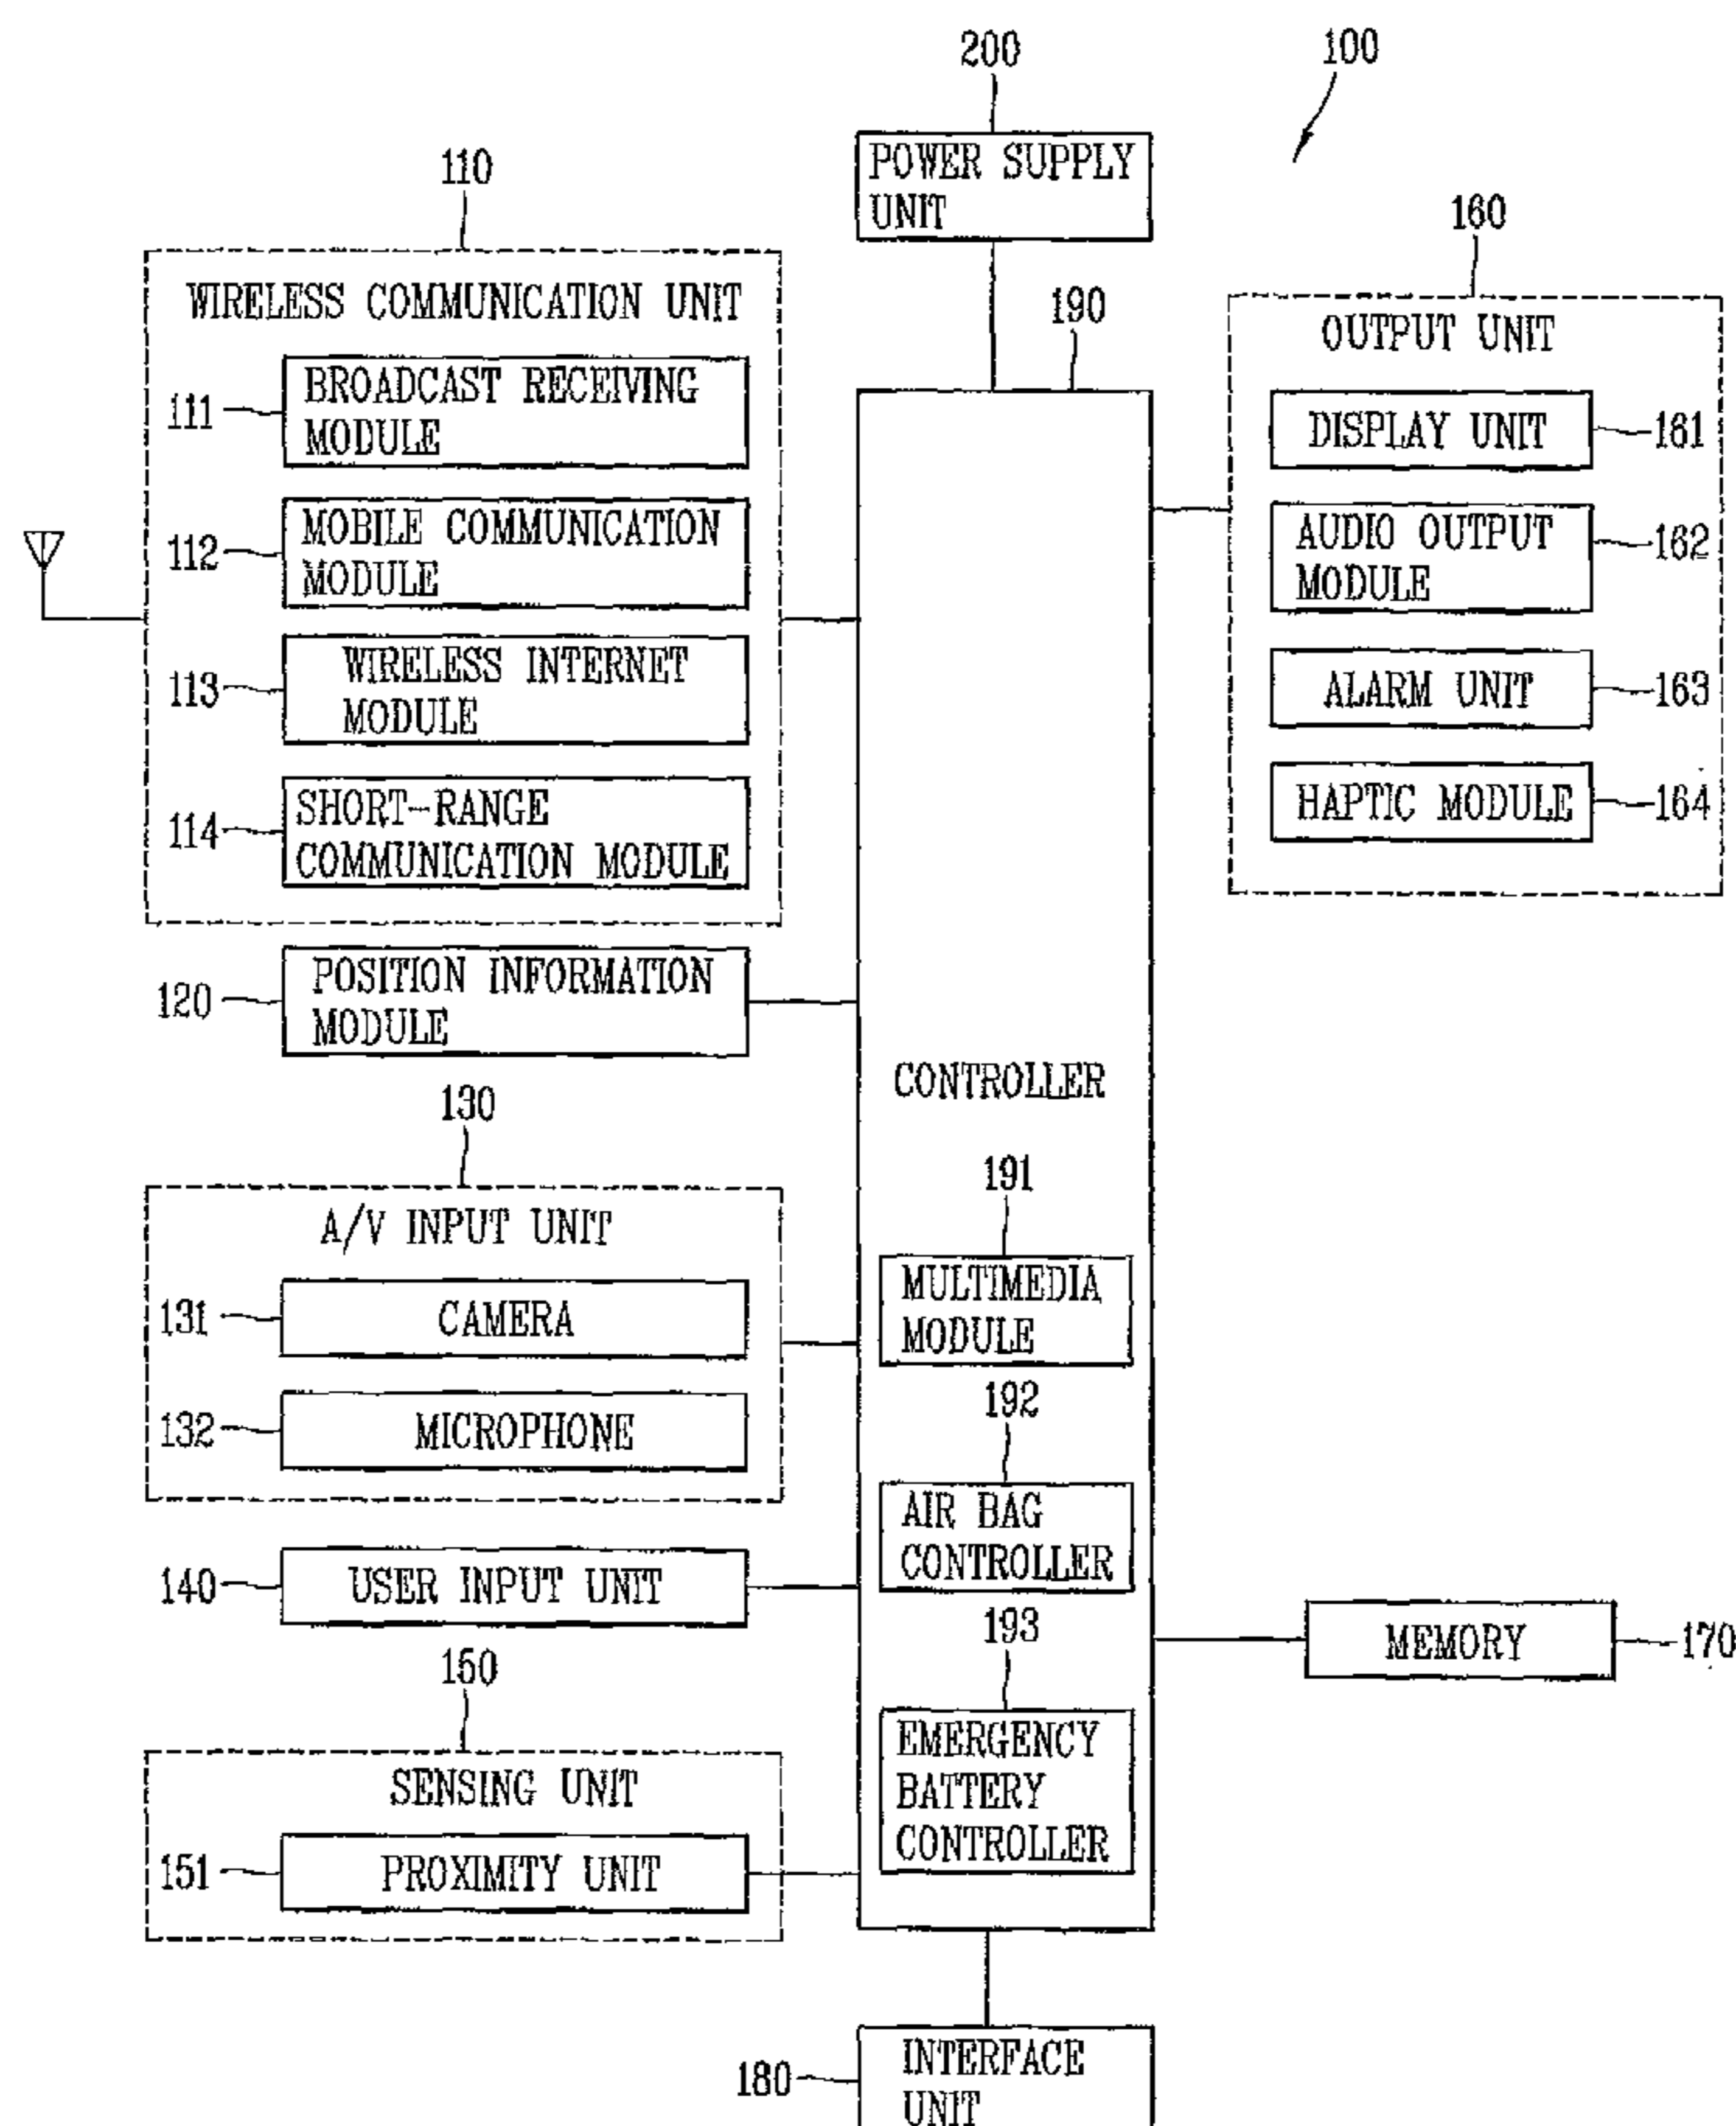 200
100
POWER SUPPLY
UNIT
110
WIRELESS COMMUNICATION UNIT
111
BROADCAST RECEIVING
MODULE
112
MOBILE COMMUNICATION
MODULE
113
WIRELESS INTERNET
MODULE
114
SHORT-RANGE
COMMUNICATION MODULE
120
POSITION INFORMATION
MODULE
130
A/V INPUT UNIT
131
CAMERA
132
MICROPHONE
140
USER INPUT UNIT
150
SENSING UNIT
151
PROXIMITY UNIT
190
CONTROLLER
191
MULTIMEDIA
MODULE
192
AIR BAG
CONTROLLER
193
EMERGENCY
BATTERY
CONTROLLER
160
OUTPUT UNIT
DISPLAY UNIT
161
AUDIO OUTPUT
MODULE
162
ALARM UNIT
163
HAPTIC MODULE
164
MEMORY
170
180
INTERFACE
UNIT